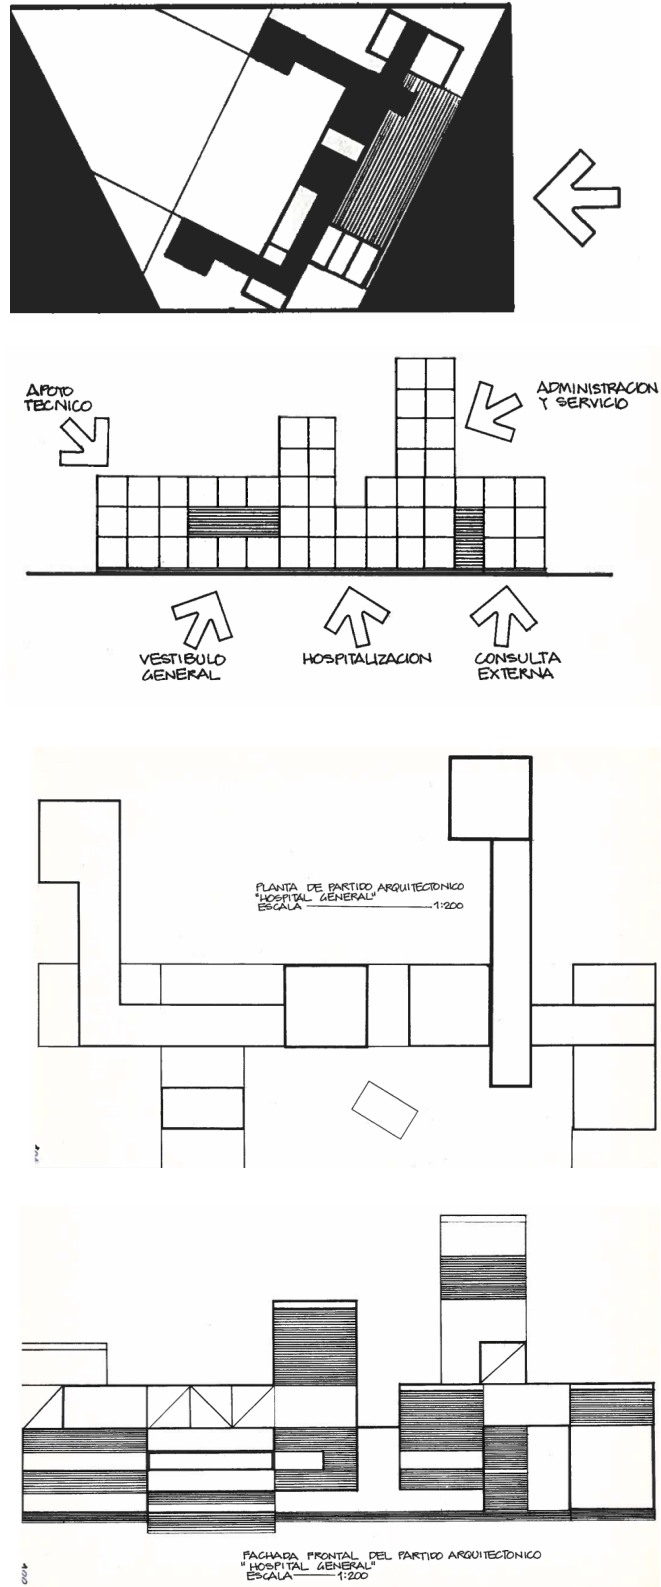 APOYO
TECNICO
ADMINISTRACION
Y SERVICIO
VESTIBULO
GENERAL
HOSPITALIZACION
CONSULTA
EXTERNA
PLANTA DE PARTIDO ARQUITECTONICO
"HOSPITAL GENERAL"
ESCALA 1:200
FACHADA FRONTAL DEL PARTIDO ARQUITECTONICO
"HOSPITAL GENERAL"
ESCALA 1:200
400